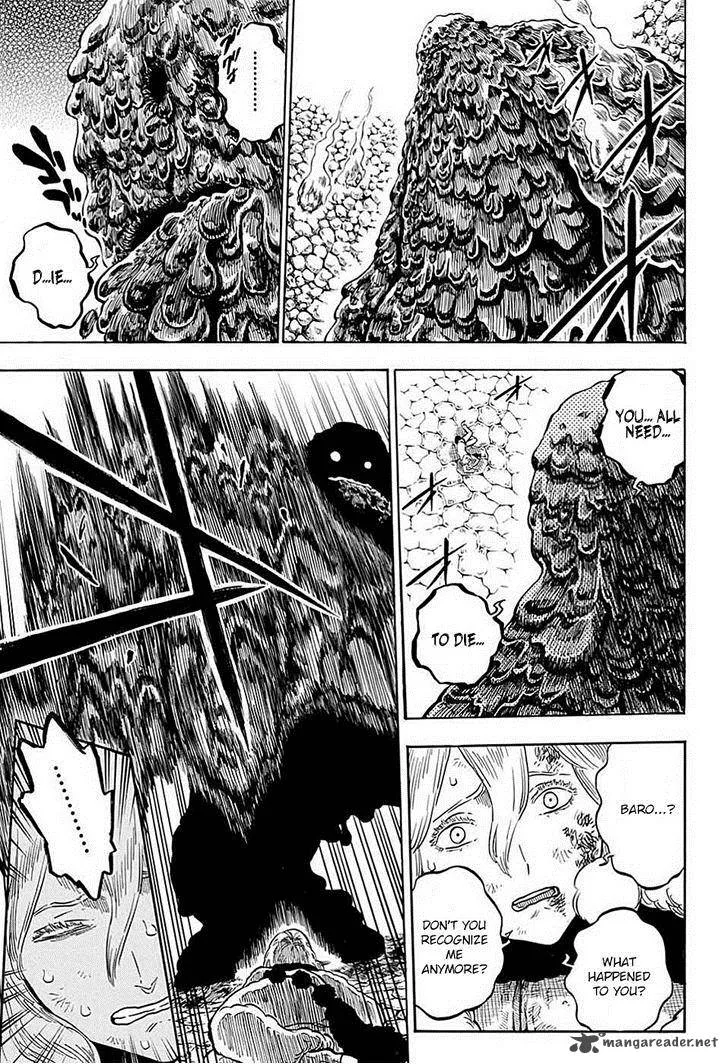 .........
D...IE...
YOU... ALL
NEED...
TO DIE...
BARO...?
WHAT
HAPPENED
TO YOU?
DON'T YOU
RECOGNIZE
ME
ANYMORE?
.........
mangareader.net